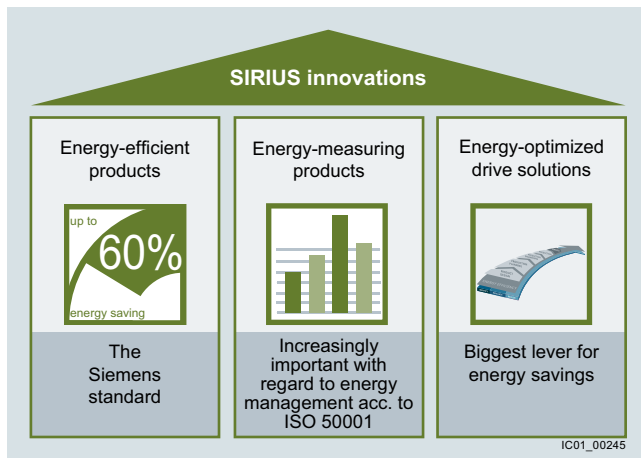 SIRIUS innovations
Energy-efficient
products
up to
60%
energy saving
The
Siemens
standard
Energy-measuring
products
Increasingly
important with
regard to energy
management acc. to
ISO 50001
Energy-optimized
drive solutions
Biggest lever for
energy savings
IC01_00245